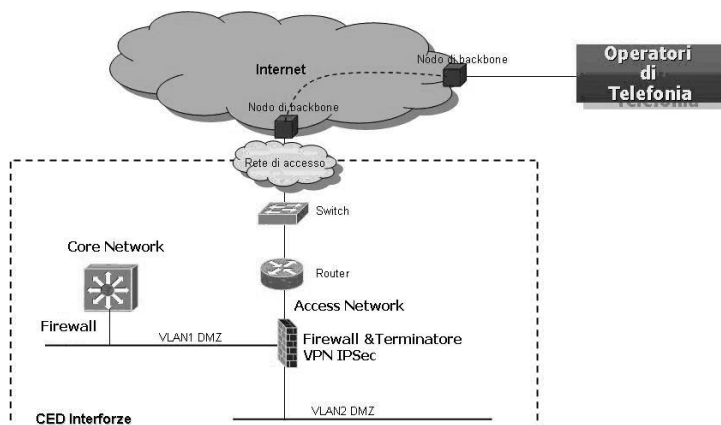 Operatori
di
Telefonia
Nodo di backbone
Internet
Nodo di backbone
Rete di accesso
Switch
Core Network
Router
Access Network
Firewall
VLAN1 DMZ
Firewall &Terminatore
VPN IPSec
VLAN2 DMZ
CED Interforze